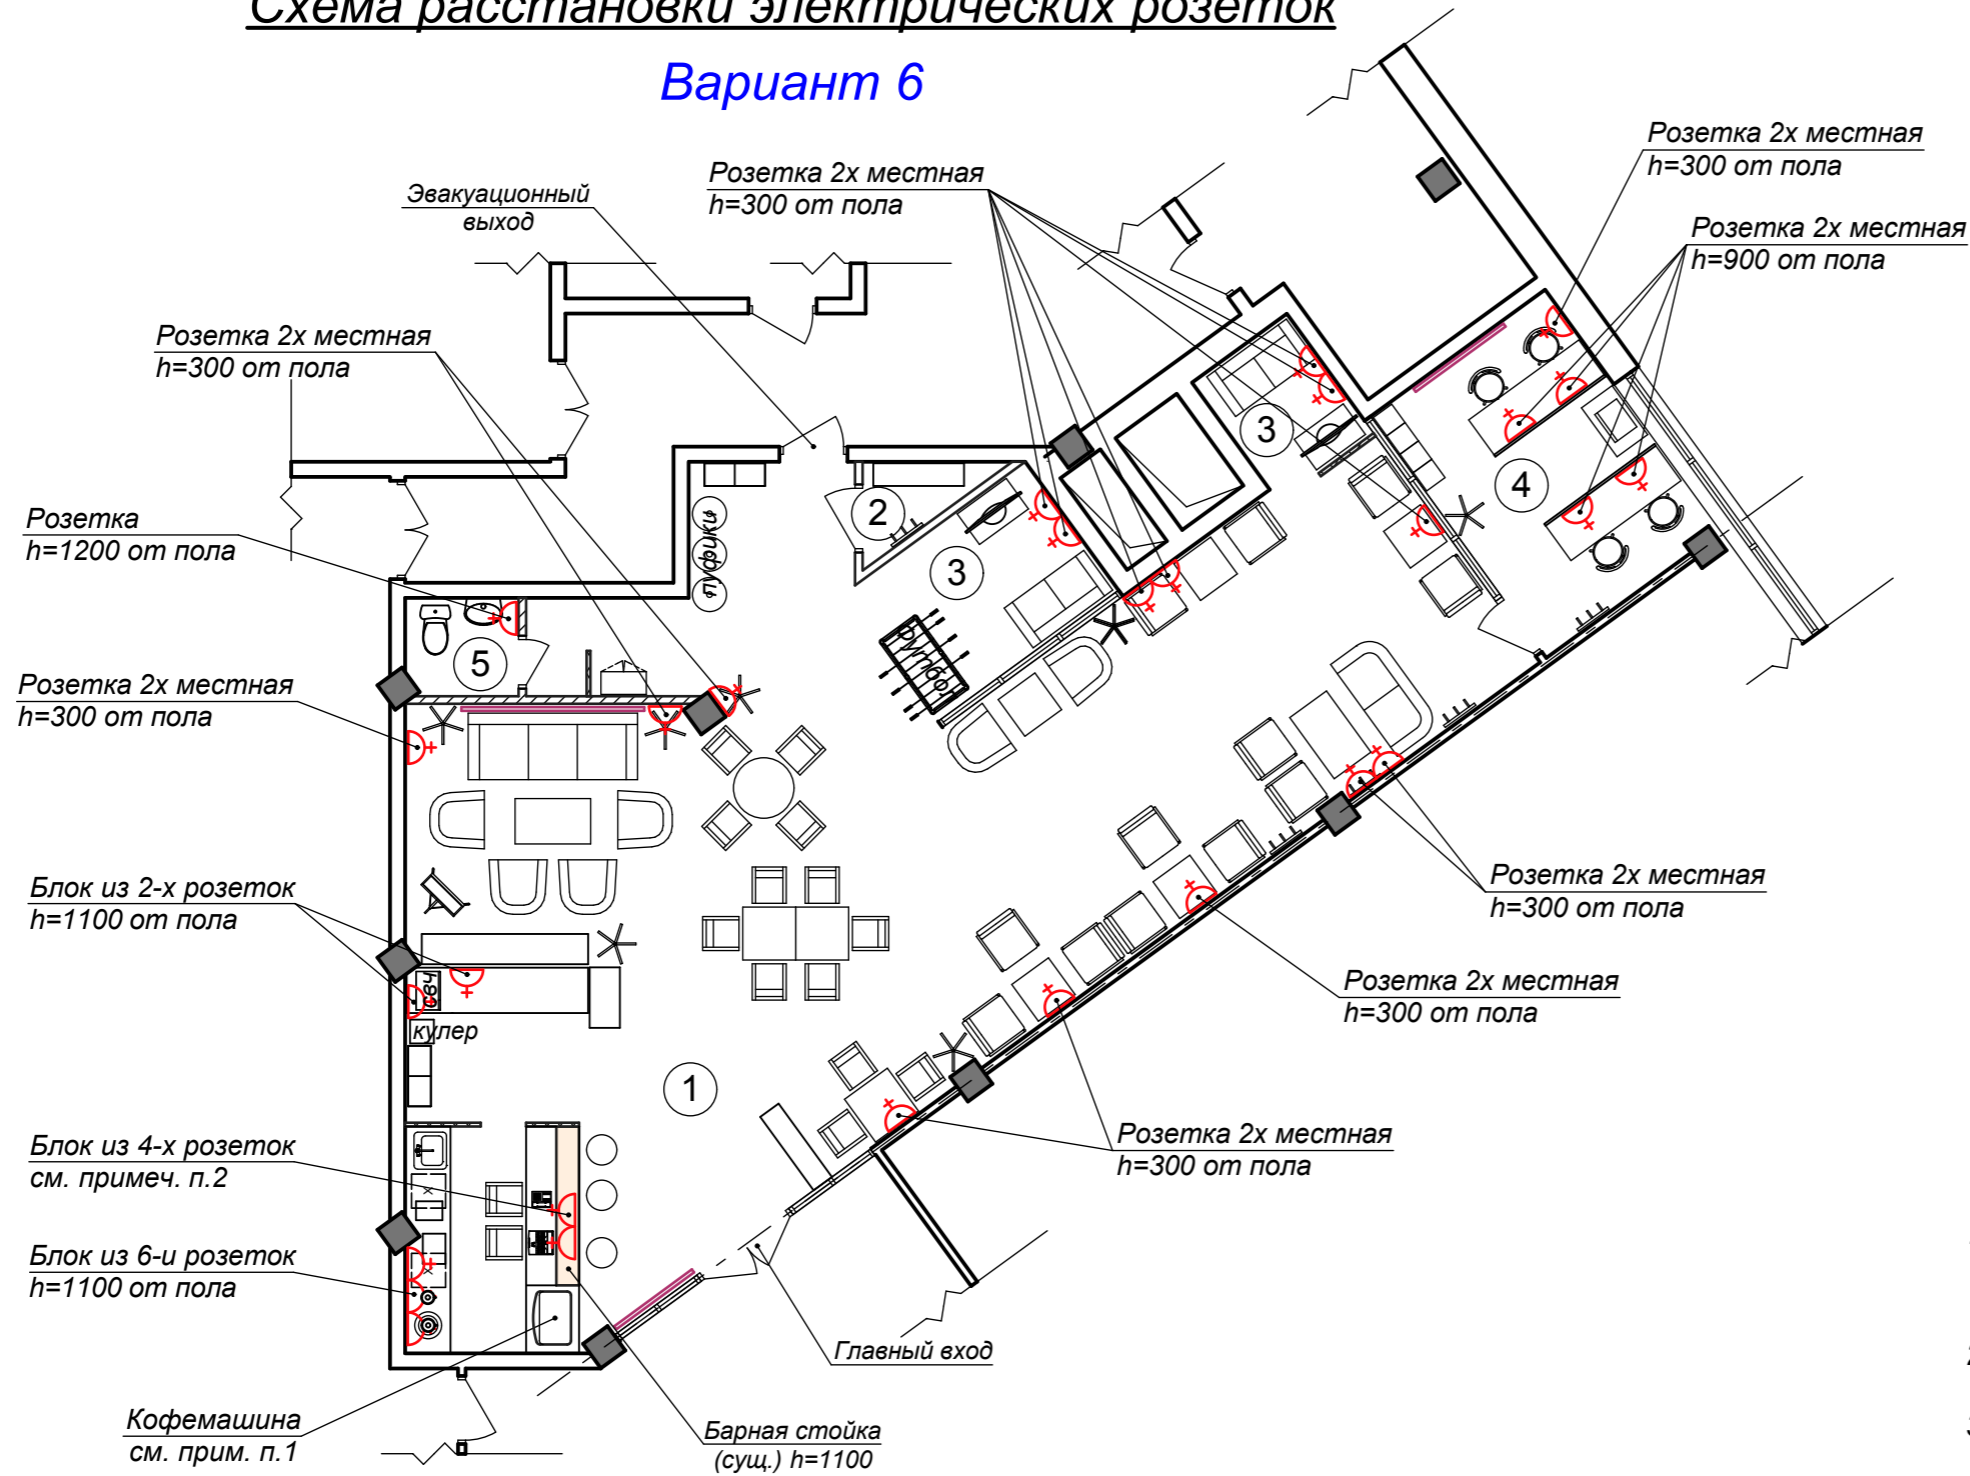 Схема расстановки электрических розеток
Вариант 6
Розетка 2х местная
h=300 от пола
Розетка 2х местная
h=300 от пола
Эвакуационный
выход
Розетка 2х местная
h=900 от пола
Розетка 2х местная
h=300 от пола
3
4
2
пуфики
Розетка
h=1200 от пола
3
Футбол
5
Розетка 2х местная
h=300 от пола
Блок из 2-х розеток
h=1100 от пола
Розетка 2х местная
h=300 от пола
свч
кулер
Розетка 2х местная
h=300 от пола
1
Блок из 4-х розеток
см. примеч. п.2
Розетка 2х местная
h=300 от пола
Блок из 6-и розеток
h=1100 от пола
Главный вход
Кофемашина
см. прим. п.1
Барная стойка
(сущ.) h=1100